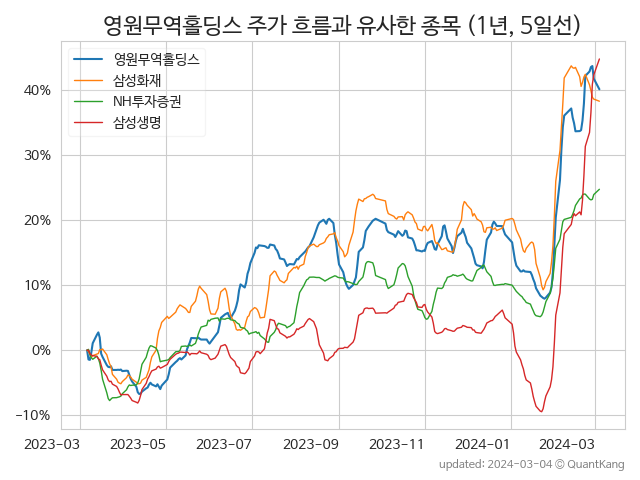 영원무역홀딩스 주가 흐름과 유사한 종목 (1년, 5일선)
영원무역홀딩스
삼성화재
NH투자증권
삼성생명
40%
30%
20%
10%
0%
−10%
2023-03
2023-05
2023-07
2023-09
2023-11
2024-01
2024-03
updated: 2024-03-04 © QuantKang